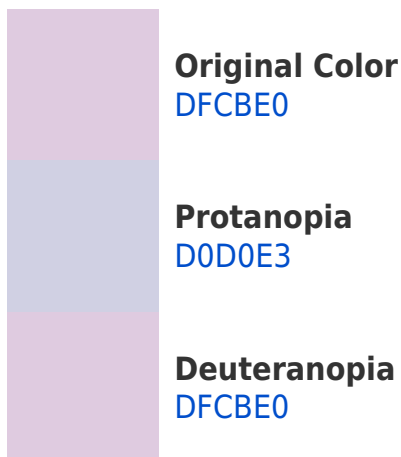 Original Color
DFCBE0
Protanopia
D0D0E3
Deuteranopia
DFCBE0